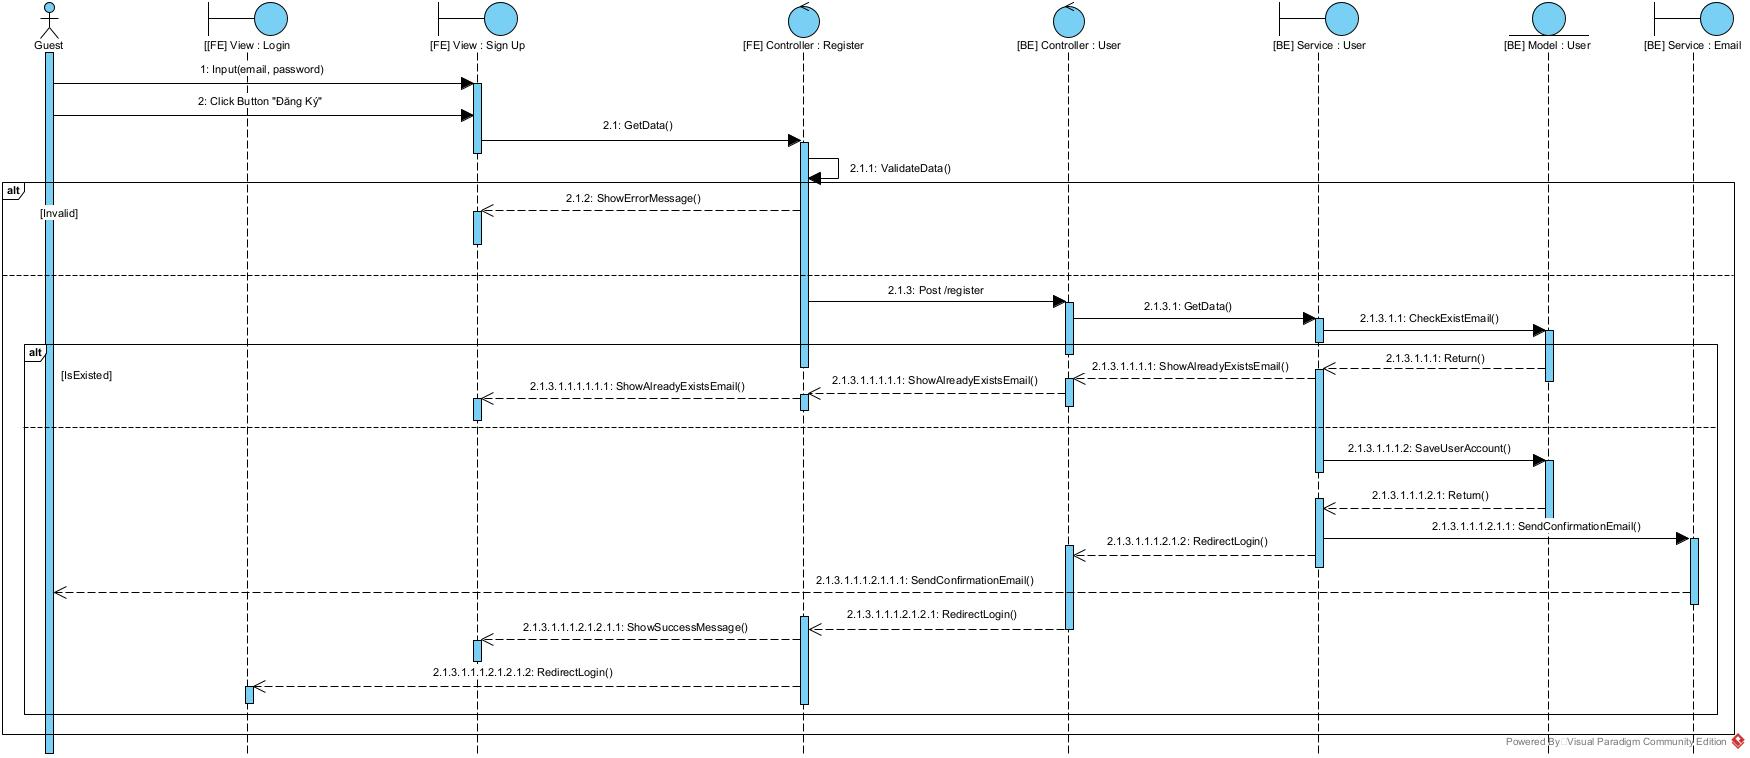 Guest
[[FE] View : Login
[FE] View : Sign Up
[FE] Controller : Register
[BE] Controller : User
[BE] Service : User
[BE] Model : User
[BE] Service : Email
1: Input(email, password)
2: Click Button "Đăng Ký"
2.1: GetData()
2.1.1: ValidateData()
alt
2.1.2: ShowErrorMessage()
[Invalid]
2.1.3: Post /register
2.1.3.1: GetData()
2.1.3.1.1: CheckExistEmail()
alt
2.1.3.1.1.1: Return()
2.1.3.1.1.1.1: ShowAlreadyExistsEmail()
[IsExisted]
2.1.3.1.1.1.1.1: ShowAlreadyExistsEmail()
2.1.3.1.1.1.1.1.1: ShowAlreadyExistsEmail()
2.1.3.1.1.1.2: SaveUserAccount()
2.1.3.1.1.1.2.1: Return()
2.1.3.1.1.1.2.1.1: SendConfirmationEmail()
2.1.3.1.1.1.2.1.2: RedirectLogin()
2.1.3.1.1.1.2.1.1.1: SendConfirmationEmail()
2.1.3.1.1.1.2.1.2.1: RedirectLogin()
2.1.3.1.1.1.2.1.2.1.1: ShowSuccessMessage()
2.1.3.1.1.1.2.1.2.1.2: RedirectLogin()
Powered By Visual Paradigm Community Edition